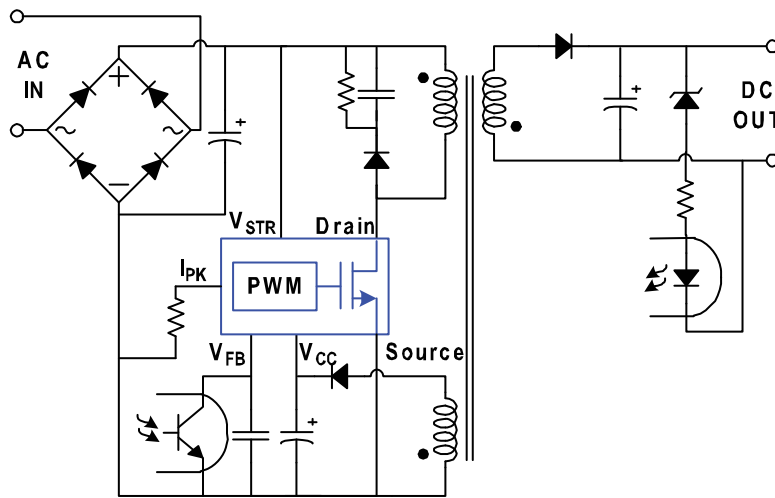 AC
IN
+
~
~
−
+
+
DC
OUT
VSTR
Drain
IPK
PWM
VFB
VCC
Source
+